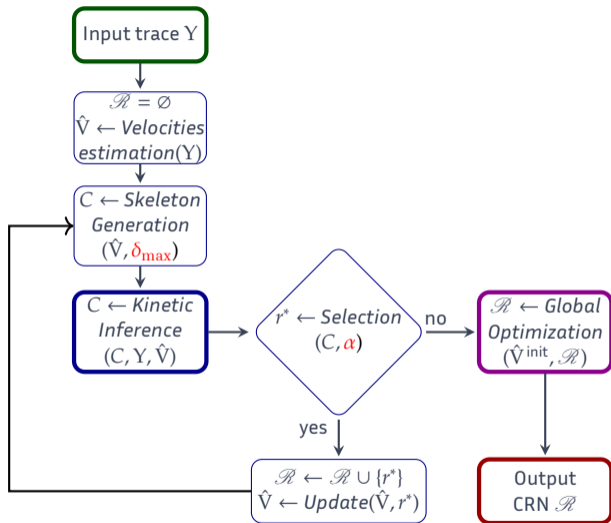 Input trace Y
ℛ = ∅
V̂ ← Velocities
estimation(Y)
C ← Skeleton
Generation
(V̂, δmax)
C ← Kinetic
Inference
(C, Y, V̂)
r* ← Selection
(C, α)
no
ℛ ← Global
Optimization
(V̂ init, ℛ)
yes
ℛ ← ℛ ∪ {r*}
V̂ ← Update(V̂, r*)
Output
CRN ℛ